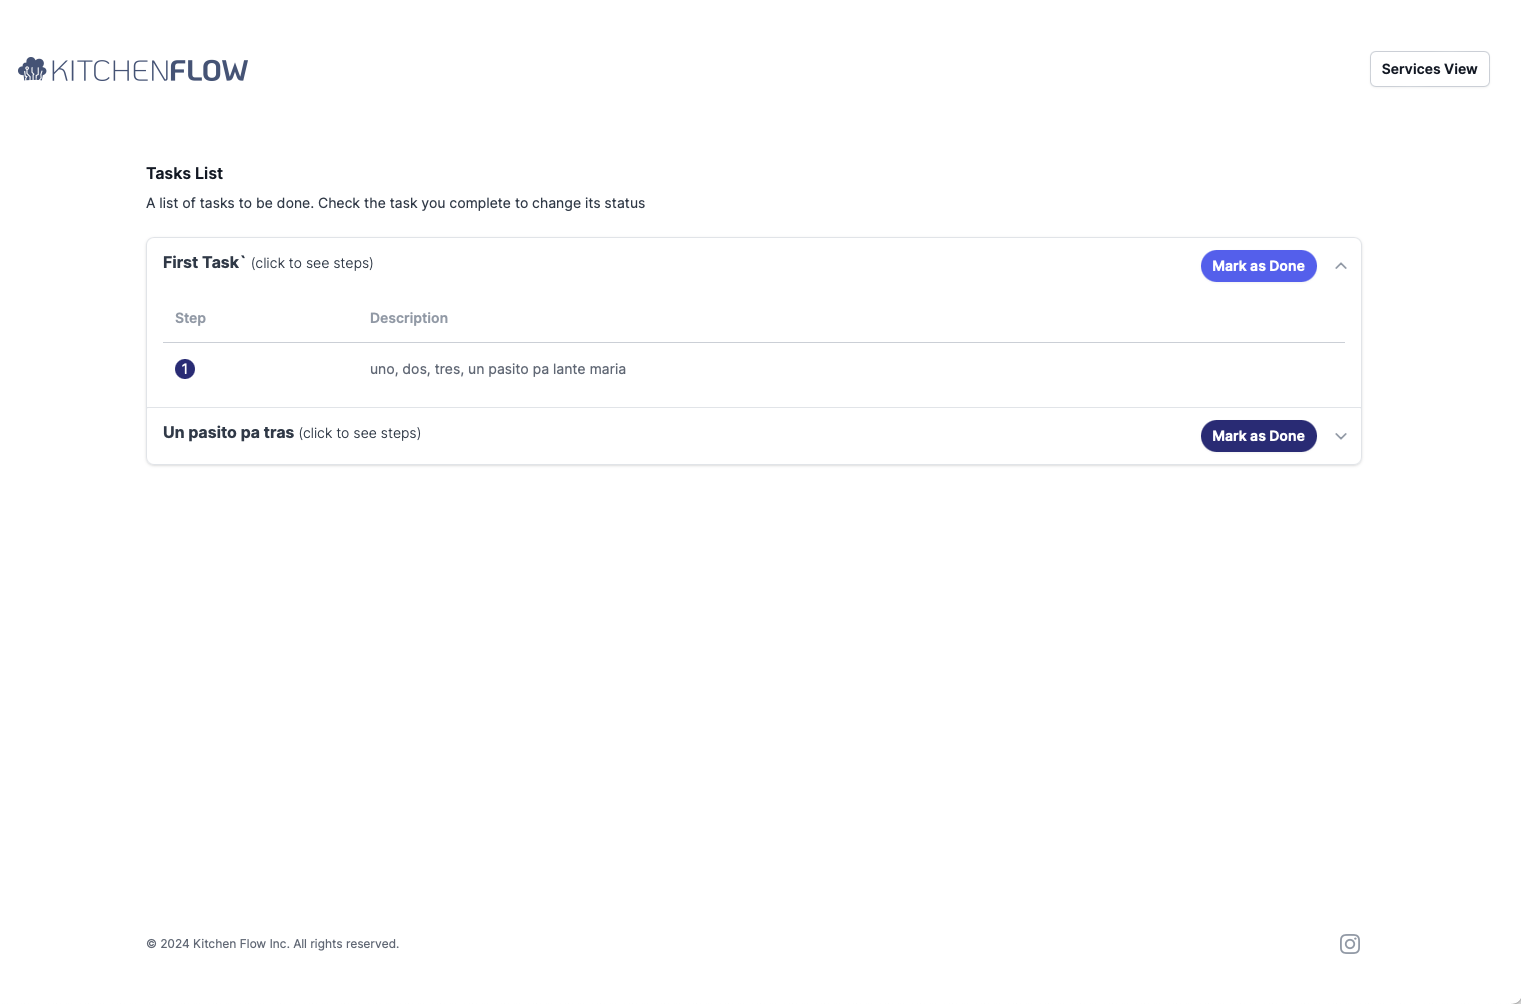 KITCHENFLOW
Services View
Tasks List
A list of tasks to be done. Check the task you complete to change its status
First Task` (click to see steps)
Mark as Done
Step Description
1 uno, dos, tres, un pasito pa lante maria
Un pasito pa tras (click to see steps)
Mark as Done
© 2024 Kitchen Flow Inc. All rights reserved.